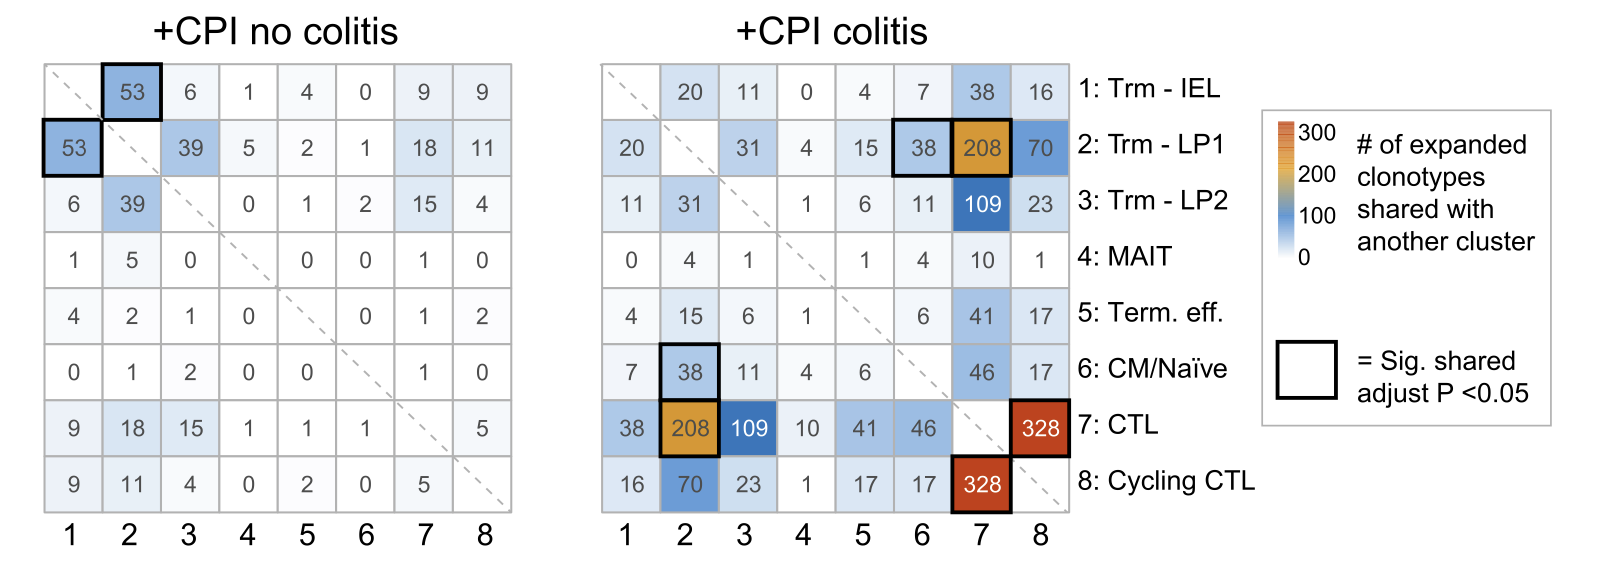 +CPI no colitis
53 6 1 4 0 9 9
53 39 5 2 1 18 11
6 39 0 1 2 15 4
1 5 0 0 0 1 0
4 2 1 0 0 1 2
0 1 2 0 0 1 0
9 18 15 1 1 1 5
9 11 4 0 2 0 5
1 2 3 4 5 6 7 8
+CPI colitis
20 11 0 4 7 38 16 1: Trm - IEL
20 31 4 15 38 208 70 2: Trm - LP1
11 31 1 6 11 109 23 3: Trm - LP2
0 4 1 1 4 10 1 4: MAIT
4 15 6 1 6 41 17 5: Term. eff.
7 38 11 4 6 46 17 6: CM/Naïve
38 208 109 10 41 46 328 7: CTL
16 70 23 1 17 17 328 8: Cycling CTL
1 2 3 4 5 6 7 8
300
200
100
0
# of expanded
clonotypes
shared with
another cluster
= Sig. shared
adjust P <0.05